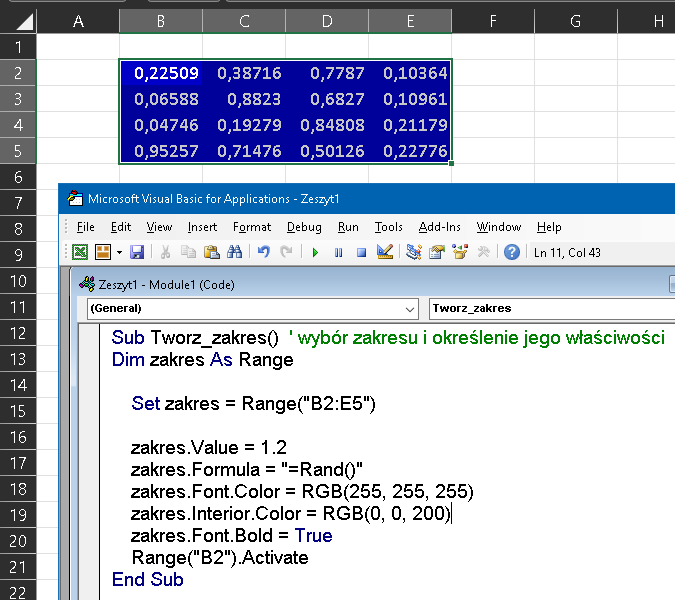 A B C D E F G H
1
2 0,22509 0,38716 0,7787 0,10364
3 0,06588 0,8823 0,6827 0,10961
4 0,04746 0,19279 0,84808 0,21179
5 0,95257 0,71476 0,50126 0,22776
6
7
8
9
10
11
12
13
14
15
16
17
18
19
20
21
22
Microsoft Visual Basic for Applications - Zeszyt1
File Edit View Insert Format Debug Run Tools Add-Ins Window Help
Ln 11, Col 43
Zeszyt1 - Module1 (Code)
(General) Tworz_zakres
Sub Tworz_zakres() ' wybór zakresu i określenie jego właściwości
Dim zakres As Range
Set zakres = Range("B2:E5")
zakres.Value = 1.2
zakres.Formula = "=Rand()"
zakres.Font.Color = RGB(255, 255, 255)
zakres.Interior.Color = RGB(0, 0, 200)
zakres.Font.Bold = True
Range("B2").Activate
End Sub